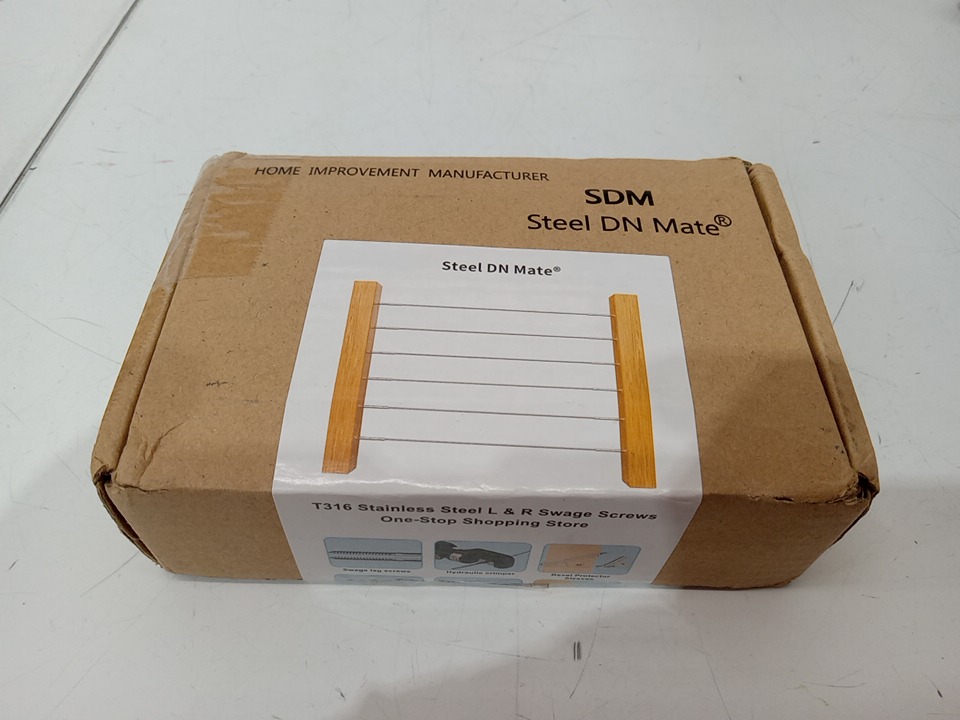 HOME IMPROVEMENT MANUFACTURER
SDM
Steel DN Mate®
Steel DN Mate®
T316 Stainless Steel L & R Swage Screws
One-Stop Shopping Store
Swage lag screws
Hydraulic crimper
Bevel Protector
Sleeves